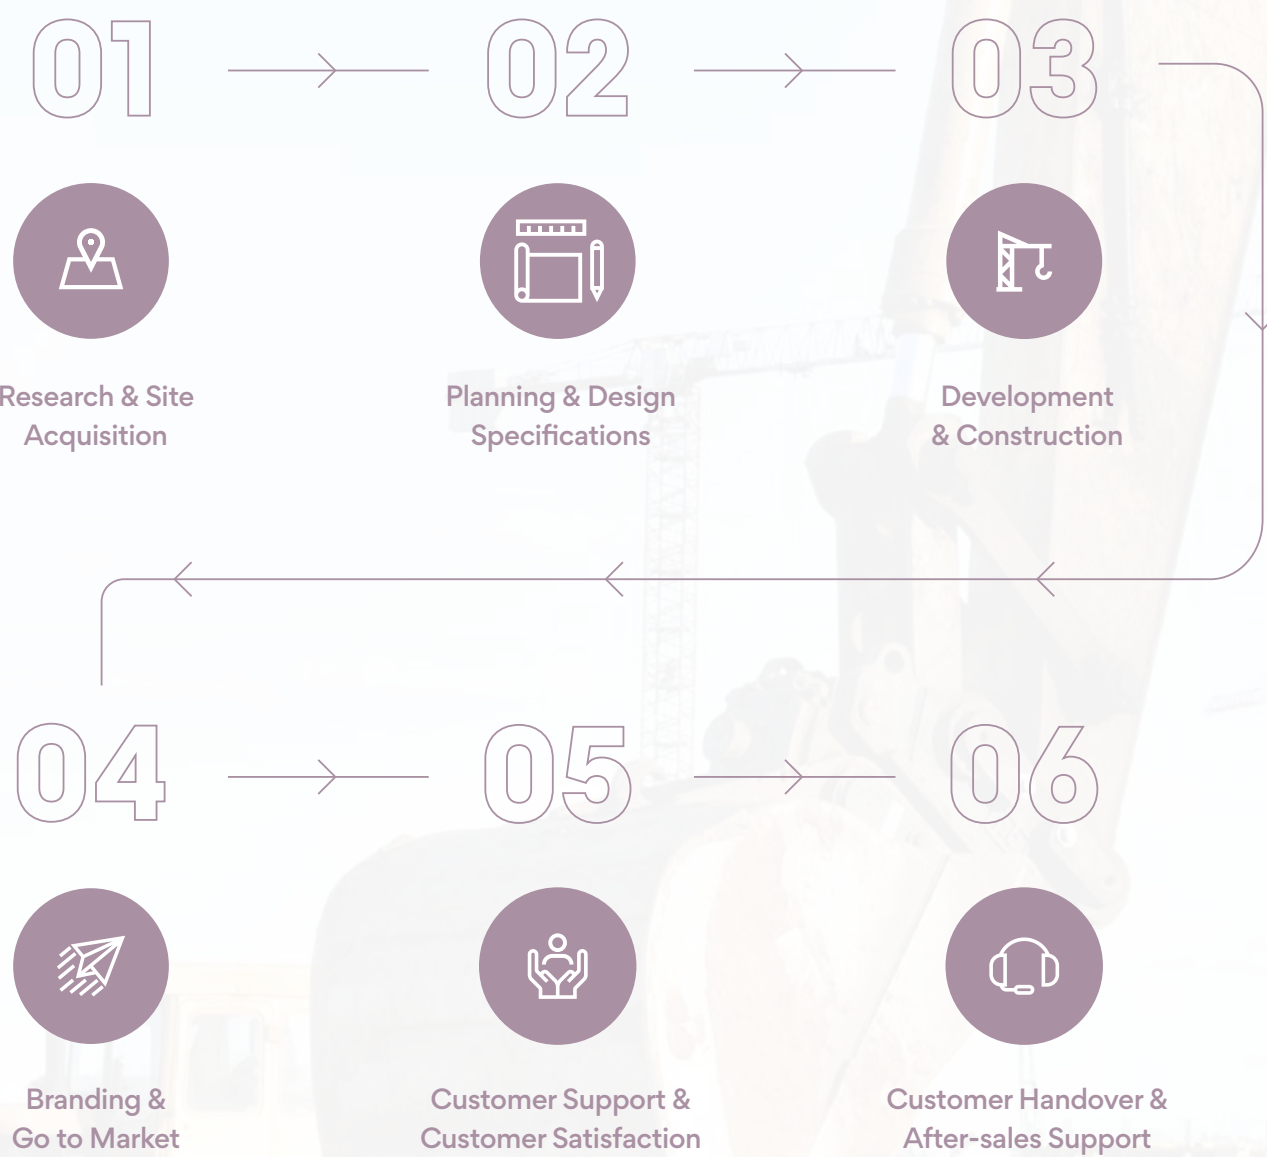 01
02
03
Research & Site
Acquisition
Planning & Design
Specifications
Development
& Construction
04
05
06
Branding &
Go to Market
Customer Support &
Customer Satisfaction
Customer Handover &
After-sales Support